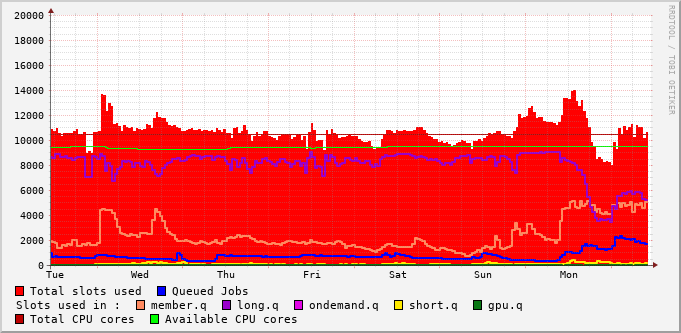 20000
18000
16000
14000
12000
10000
8000
6000
4000
2000
0
Tue Wed Thu Fri Sat Sun Mon
RRDTOOL / TOBI OETIKER
Total slots used Queued Jobs
Slots used in : member.q long.q ondemand.q short.q gpu.q
Total CPU cores Available CPU cores